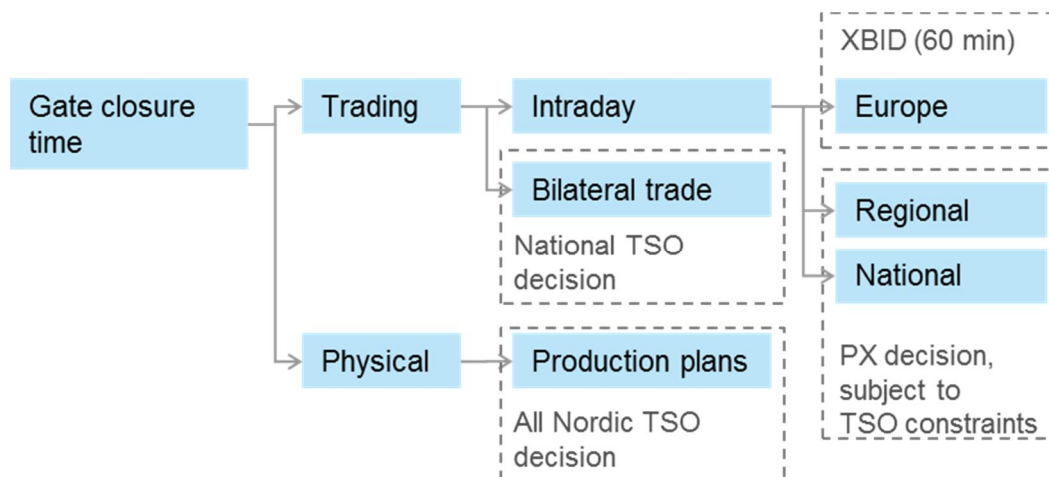 Gate closure
time
Trading
Intraday
XBID (60 min)
Europe
Bilateral trade
National TSO
decision
Regional
National
PX decision,
subject to
TSO constraints
Physical
Production plans
All Nordic TSO
decision